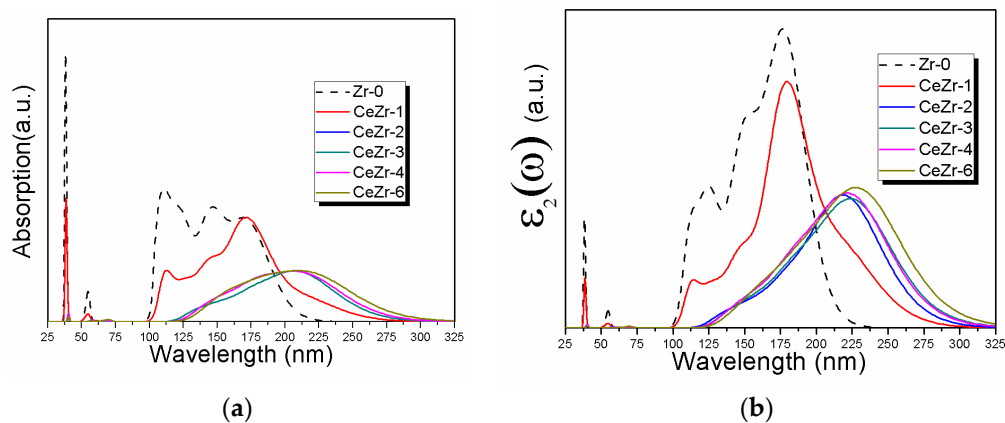 (a)
Absorption(a.u.)
Zr-0
CeZr-1
CeZr-2
CeZr-3
CeZr-4
CeZr-6
25 50 75 100 125 150 175 200 225 250 275 300 325
Wavelength (nm)
(b)
ε₂(ω) (a.u.)
Zr-0
CeZr-1
CeZr-2
CeZr-3
CeZr-4
CeZr-6
25 50 75 100 125 150 175 200 225 250 275 300 325
Wavelength (nm)
(a)
(b)